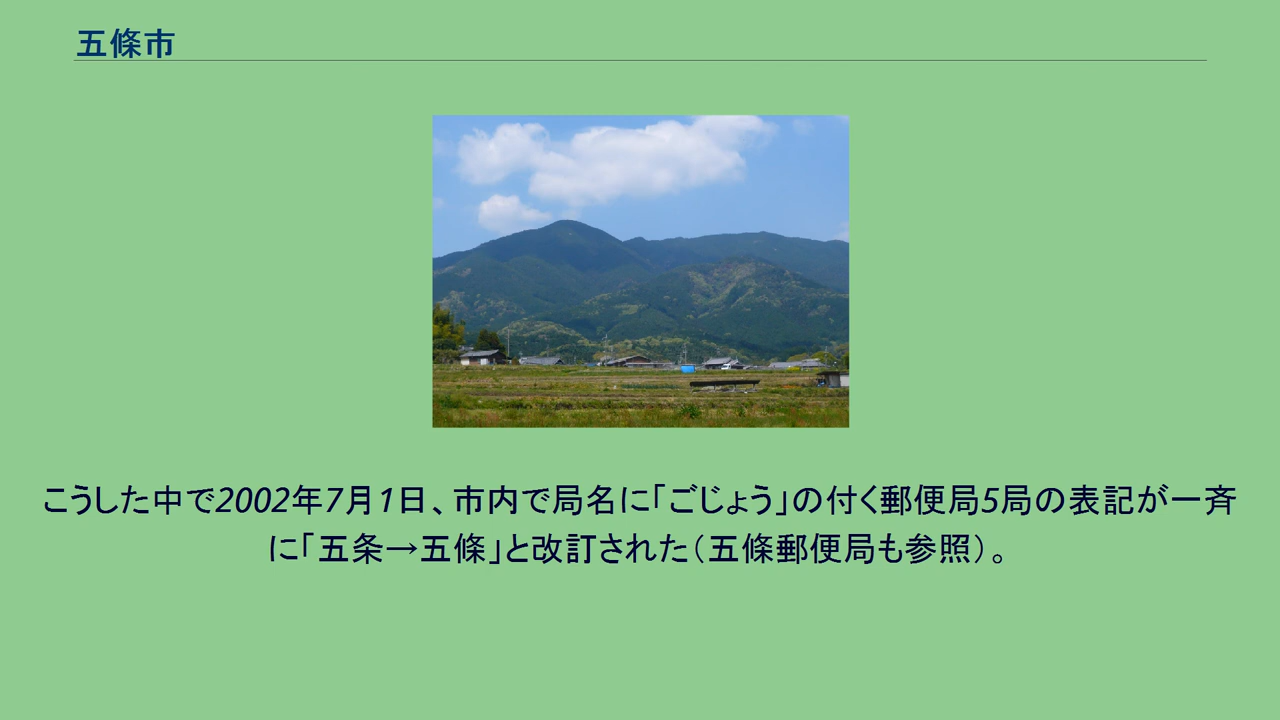 五條市
こうした中で2002年7月1日、市内で局名に「ごじょう」の付く郵便局5局の表記が一斉
に「五条→五條」と改訂された（五條郵便局も参照）。